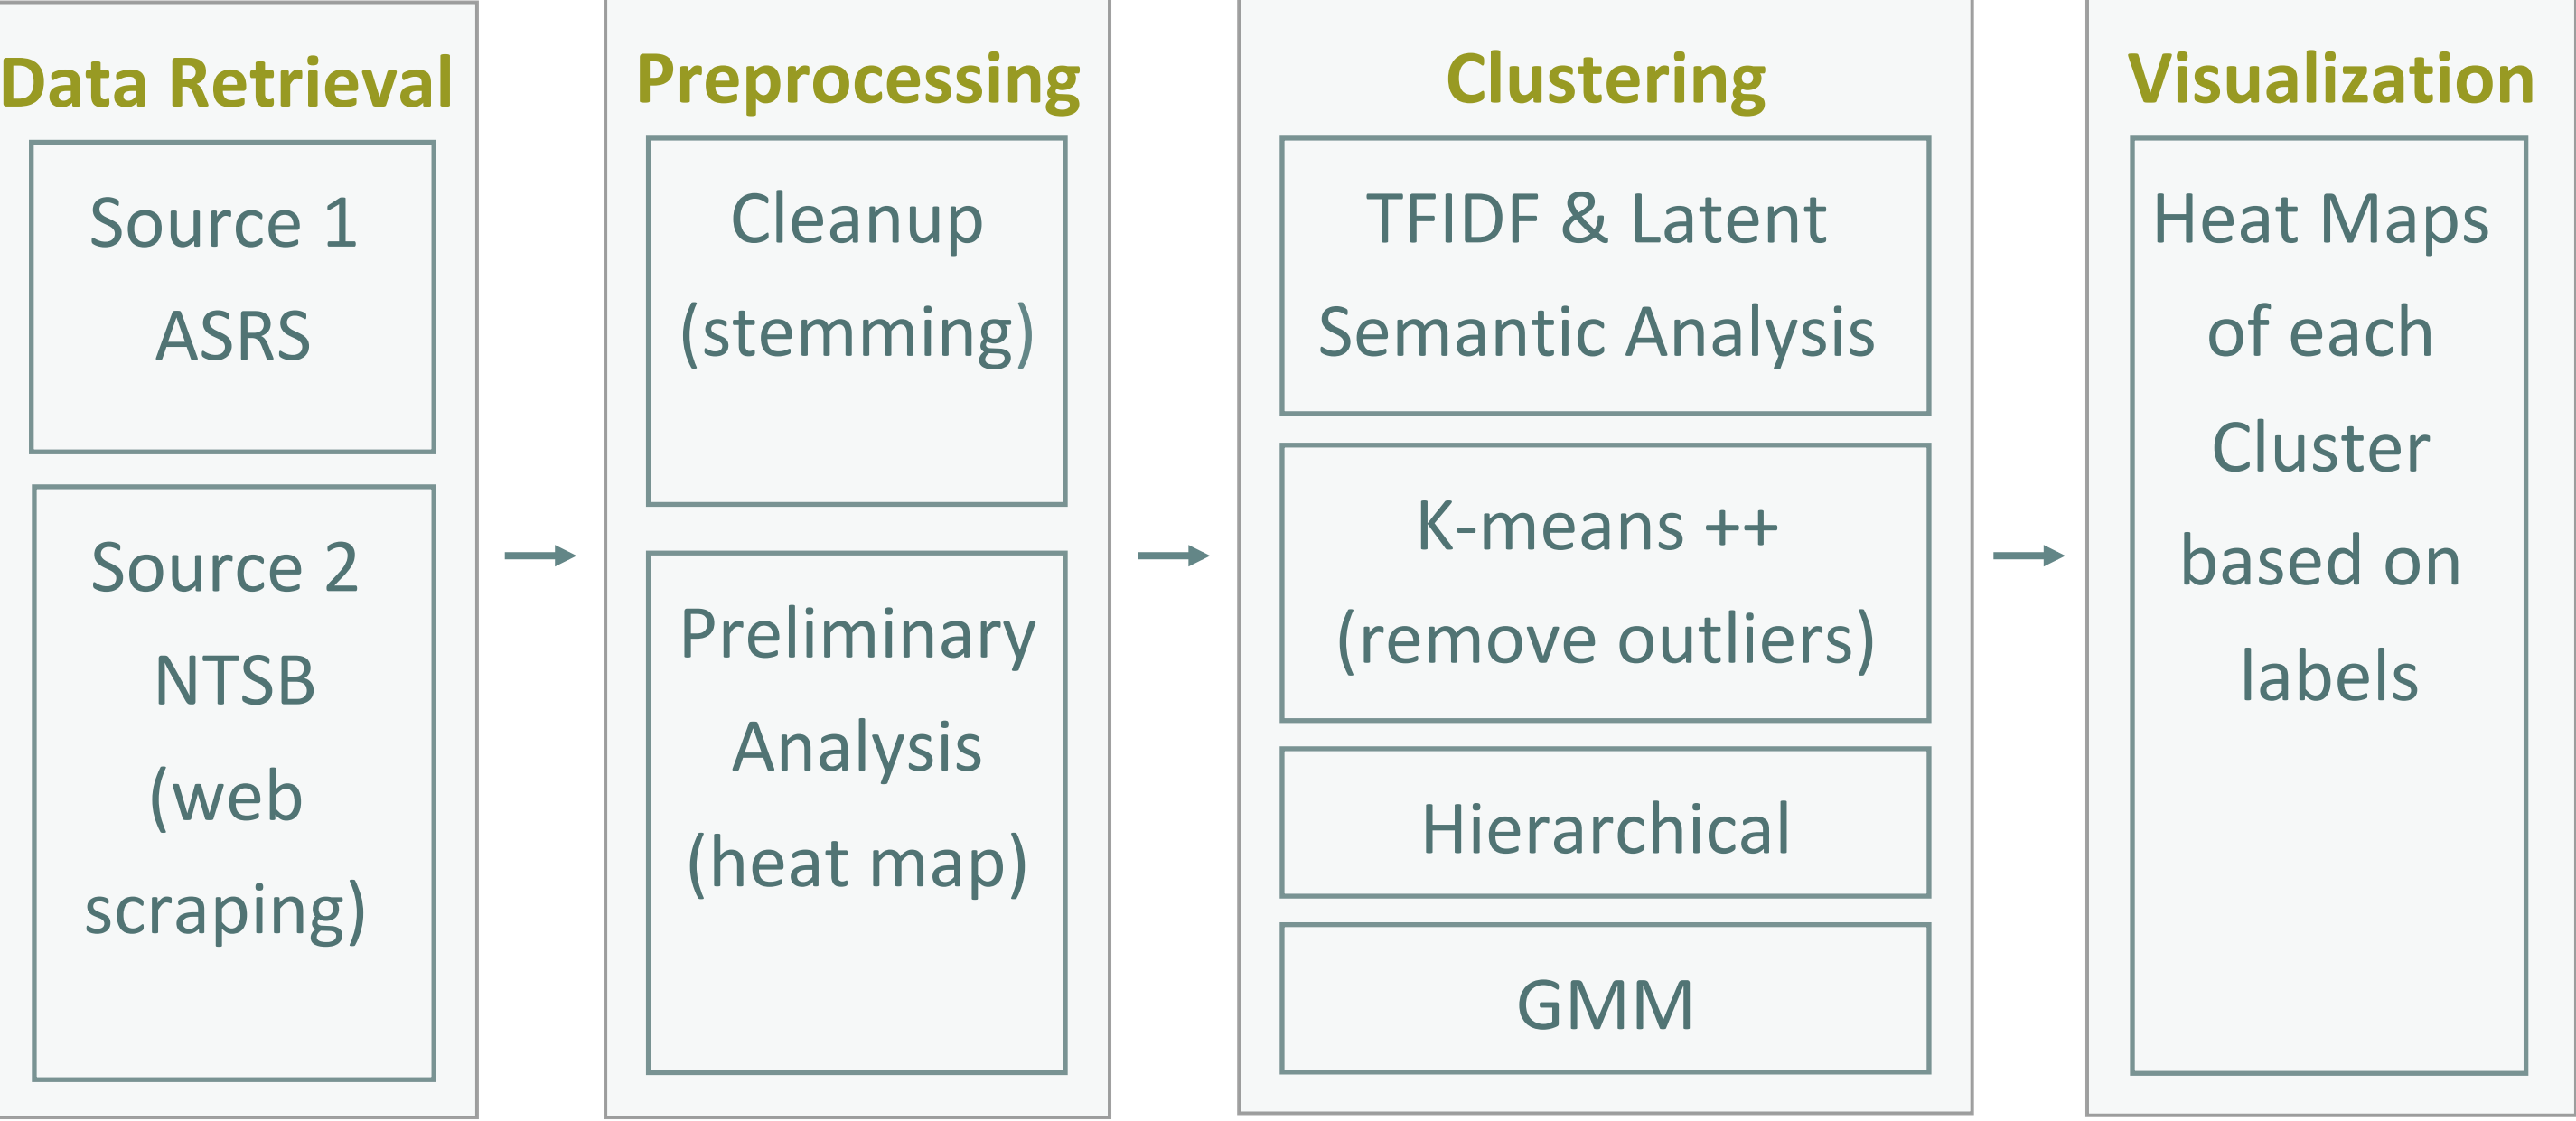 Data Retrieval
Source 1
ASRS
Source 2
NTSB
(web
scraping)
Preprocessing
Cleanup
(stemming)
Preliminary
Analysis
(heat map)
Clustering
TFIDF & Latent
Semantic Analysis
K-means ++
(remove outliers)
Hierarchical
GMM
Visualization
Heat Maps
of each
Cluster
based on
labels